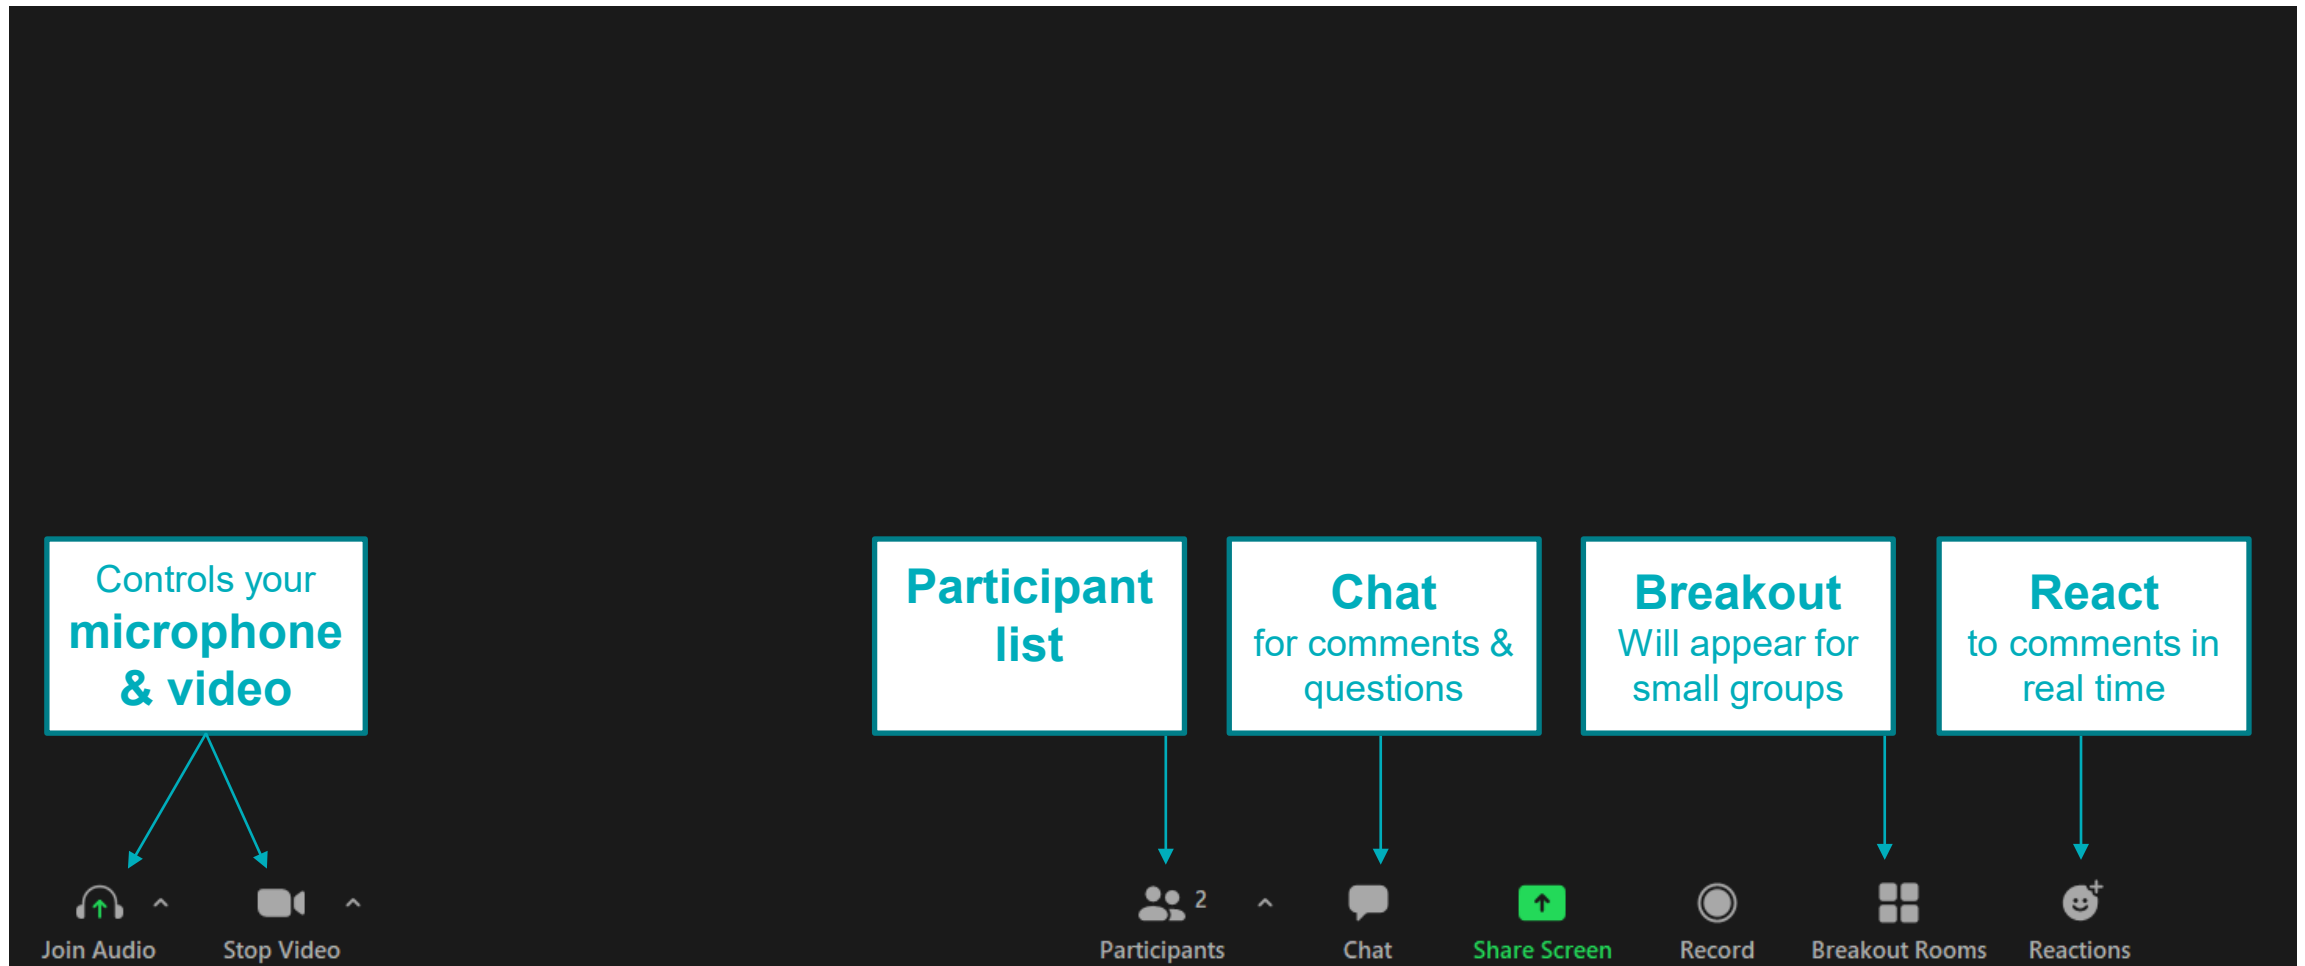 Controls your
microphone
& video
Participant
list
Chat
for comments &
questions
Breakout
Will appear for
small groups
React
to comments in
real time
2
Join Audio
Stop Video
Participants
Chat
Share Screen
Record
Breakout Rooms
Reactions